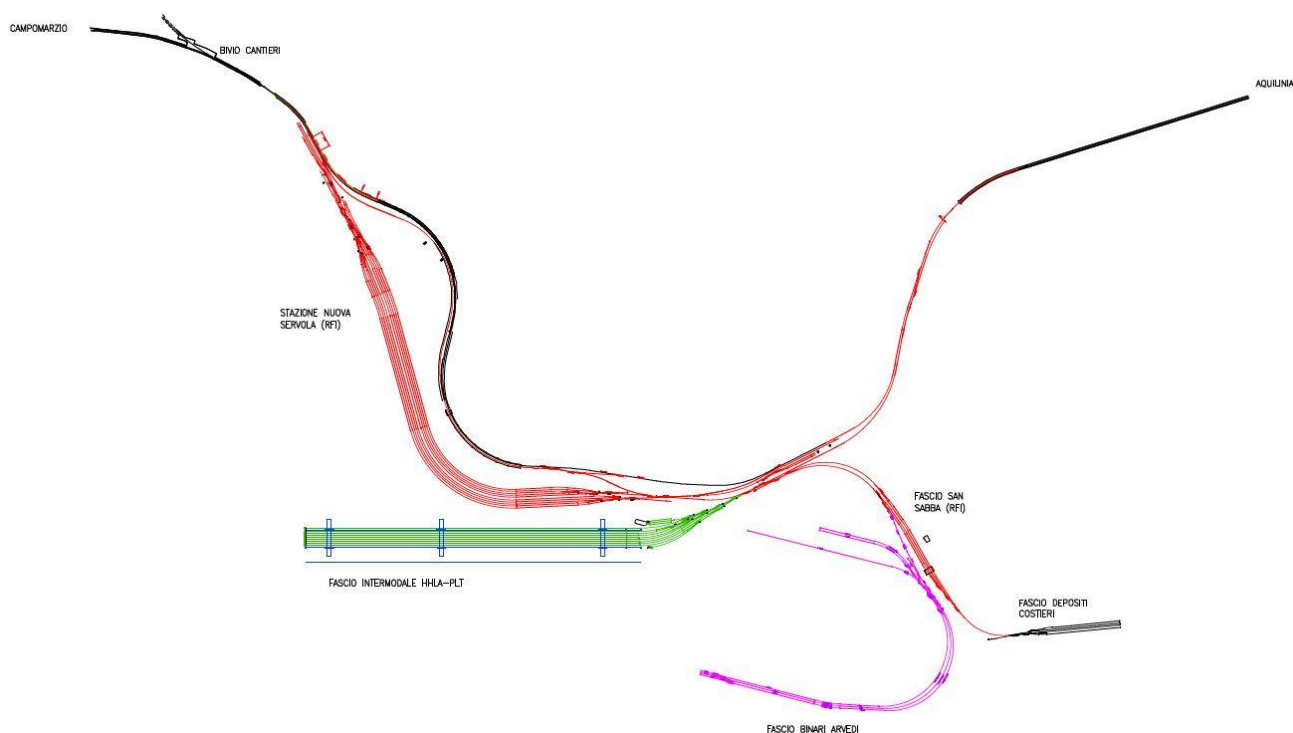 CAMPOMARZIO
BIVIO CANTIERI
AQUILINIA
STAZIONE NUOVA
SERVOLA (RFI)
FASCIO SAN
SABBA (RFI)
FASCIO INTERMODALE HHLA-PLT
FASCIO DEPOSITI
COSTIERI
FASCIO BINARI ARVEDI